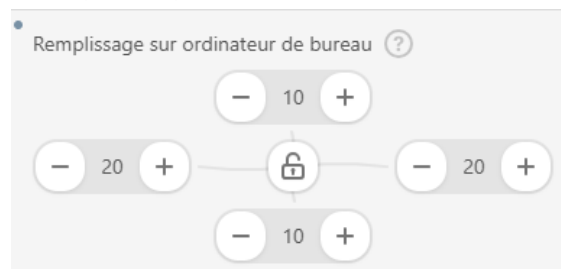 Remplissage sur ordinateur de bureau ?
− 10 +
− 20 + − 20 +
− 10 +